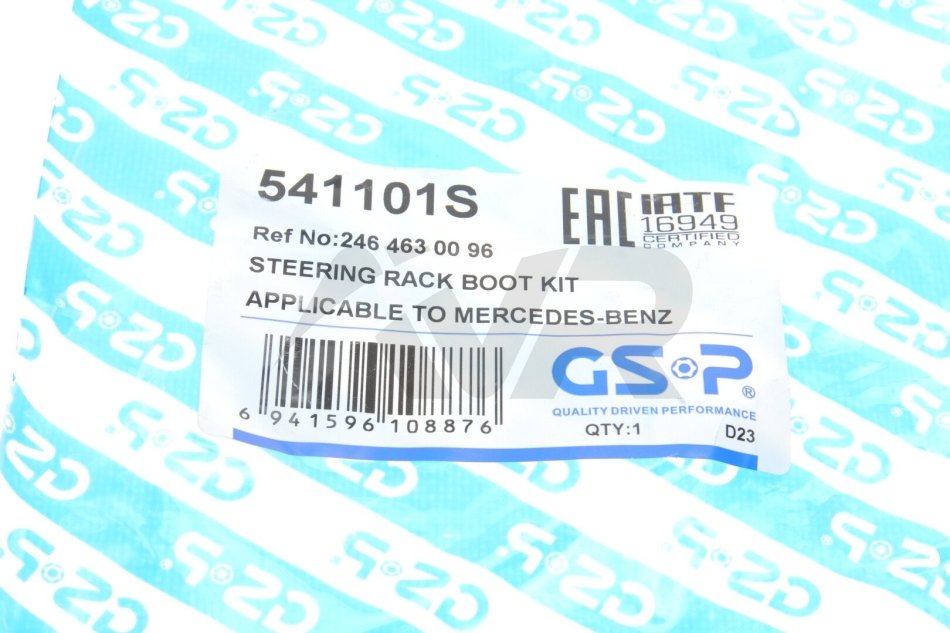 541101S
EAC
IATF
16949
CERTIFIED
COMPANY
Ref No:246 463 00 96
STEERING RACK BOOT KIT
APPLICABLE TO MERCEDES-BENZ
GSP®
QUALITY DRIVEN PERFORMANCE
6 941596 108876
QTY:1
D23